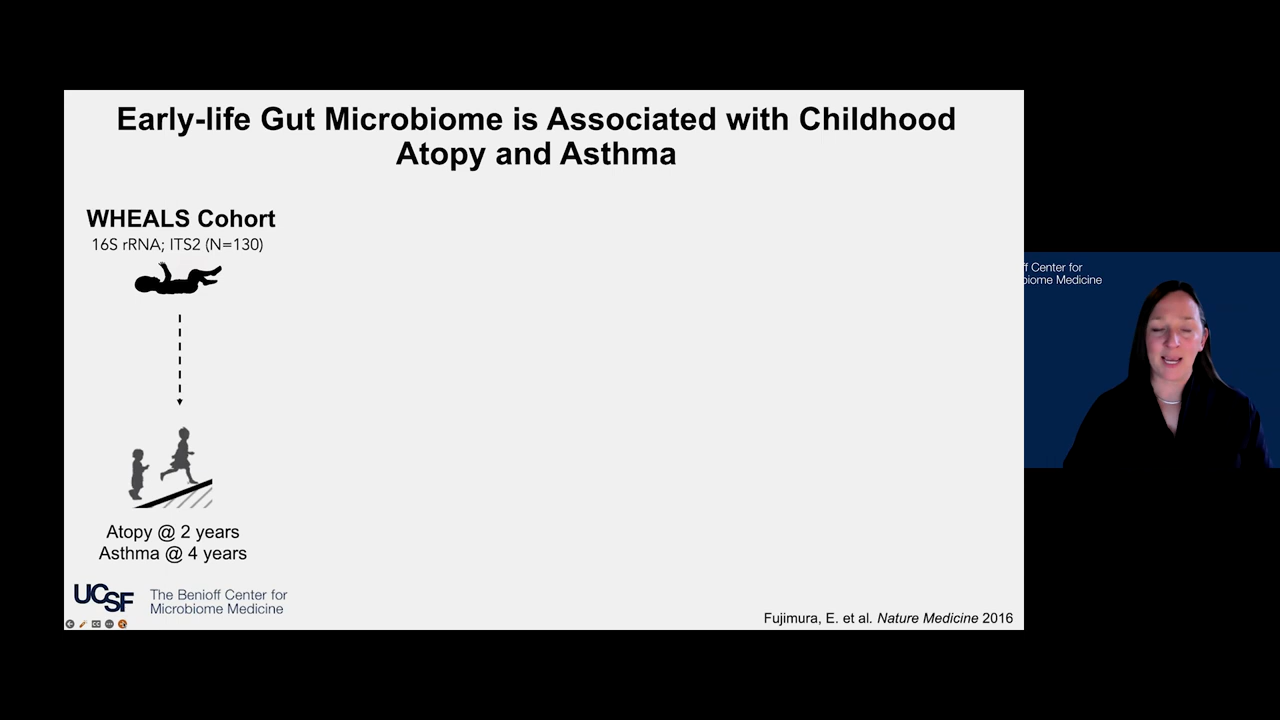 Early-life Gut Microbiome is Associated with Childhood
Atopy and Asthma
WHEALS Cohort
16S rRNA; ITS2 (N=130)
Atopy @ 2 years
Asthma @ 4 years
UCSF
The Benioff Center for
Microbiome Medicine
Fujimura, E. et al. Nature Medicine 2016
ff Center for
biome Medicine